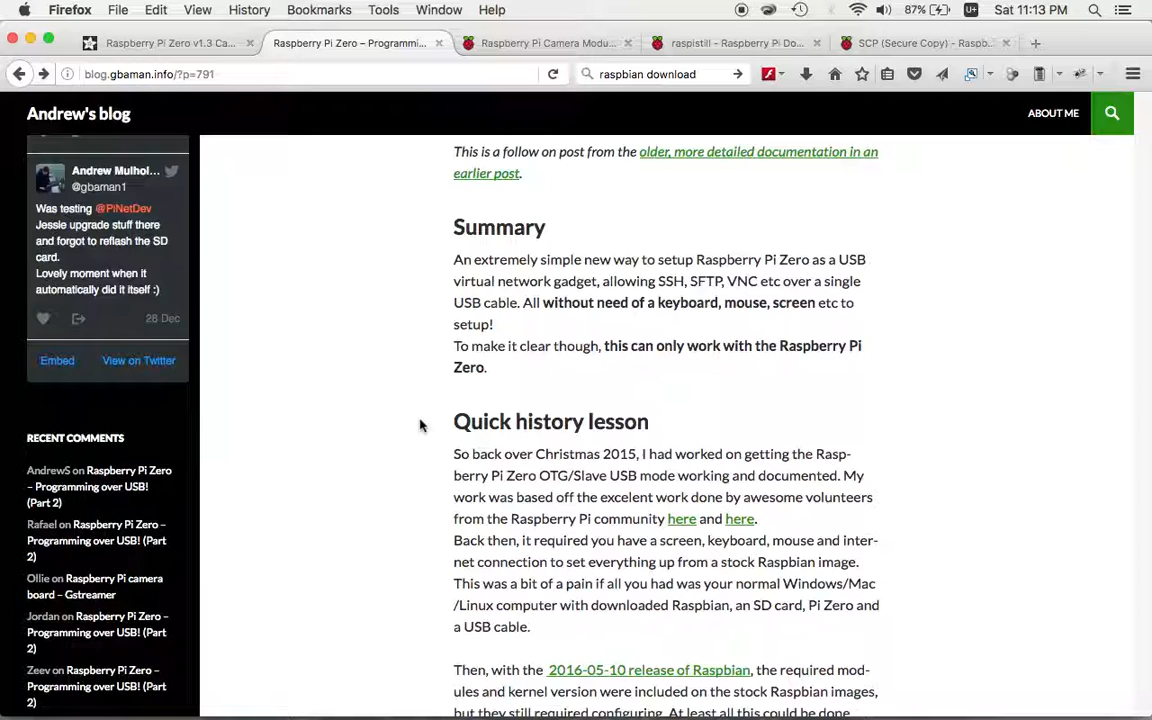 Firefox File Edit View History Bookmarks Tools Window Help 87% U+ Sat 11:13 PM
Raspberry Pi Zero v1.3 Ca... × Raspberry Pi Zero – Programmi... × Raspberry Pi Camera Modu... × raspistill - Raspberry Pi Do... × SCP (Secure Copy) - Raspb... × +
blog.gbaman.info/?p=791 raspbian download
Andrew's blog ABOUT ME
Andrew Mulhol...
@gbaman1
Was testing @PiNetDev
Jessie upgrade stuff there
and forgot to reflash the SD
card.
Lovely moment when it
automatically did it itself :)
28 Dec
Embed View on Twitter
RECENT COMMENTS
AndrewS on Raspberry Pi Zero
– Programming over USB!
(Part 2)
Rafael on Raspberry Pi Zero –
Programming over USB! (Part
2)
Ollie on Raspberry Pi camera
board – Gstreamer
Jordan on Raspberry Pi Zero –
Programming over USB! (Part
2)
Zeev on Raspberry Pi Zero –
Programming over USB! (Part
2)
This is a follow on post from the older, more detailed documentation in an
earlier post.
Summary
An extremely simple new way to setup Raspberry Pi Zero as a USB
virtual network gadget, allowing SSH, SFTP, VNC etc over a single
USB cable. All without need of a keyboard, mouse, screen etc to
setup!
To make it clear though, this can only work with the Raspberry Pi
Zero.
Quick history lesson
So back over Christmas 2015, I had worked on getting the Rasp-
berry Pi Zero OTG/Slave USB mode working and documented. My
work was based off the excelent work done by awesome volunteers
from the Raspberry Pi community here and here.
Back then, it required you have a screen, keyboard, mouse and inter-
net connection to set everything up from a stock Raspbian image.
This was a bit of a pain if all you had was your normal Windows/Mac
/Linux computer with downloaded Raspbian, an SD card, Pi Zero and
a USB cable.
Then, with the 2016-05-10 release of Raspbian, the required mod-
ules and kernel version were included on the stock Raspbian images,
but they still required configuring. At least all this could be done